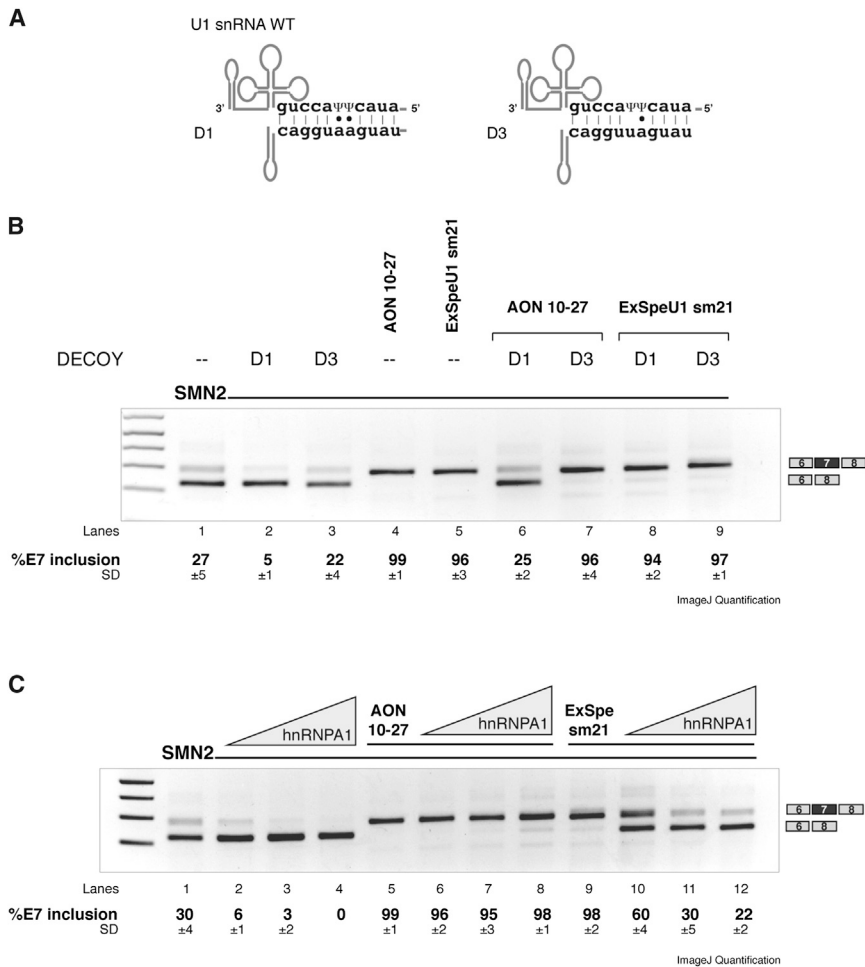 A
U1 snRNA WT
3' guccaΨΨcaua 5'
D1 cagguaaguau
3' guccaΨΨcaua 5'
D3 cagguuaguau
B
AON 10-27
ExSpeU1 sm21
AON 10-27 ExSpeU1 sm21
DECOY -- D1 D3 -- -- D1 D3 D1 D3
SMN2
6 7 8
6 8
Lanes 1 2 3 4 5 6 7 8 9
%E7 inclusion 27 5 22 99 96 25 96 94 97
SD ±5 ±1 ±4 ±1 ±3 ±2 ±4 ±2 ±1
ImageJ Quantification
C
hnRNPA1 AON 10-27 hnRNPA1 ExSpe sm21 hnRNPA1
SMN2
6 7 8
6 8
Lanes 1 2 3 4 5 6 7 8 9 10 11 12
%E7 inclusion 30 6 3 0 99 96 95 98 98 60 30 22
SD ±4 ±1 ±2 ±1 ±2 ±3 ±1 ±2 ±4 ±5 ±2
ImageJ Quantification